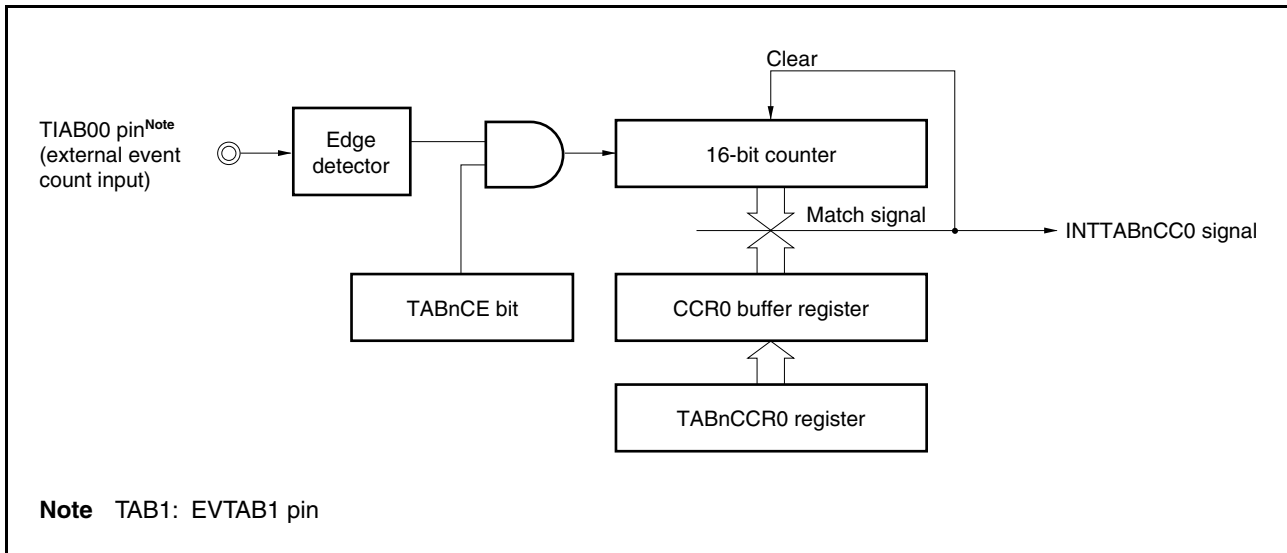 Clear
TIAB00 pinNote
(external event
count input)
Edge
detector
16-bit counter
Match signal
INTTABnCC0 signal
TABnCE bit
CCR0 buffer register
TABnCCR0 register
Note TAB1: EVTAB1 pin